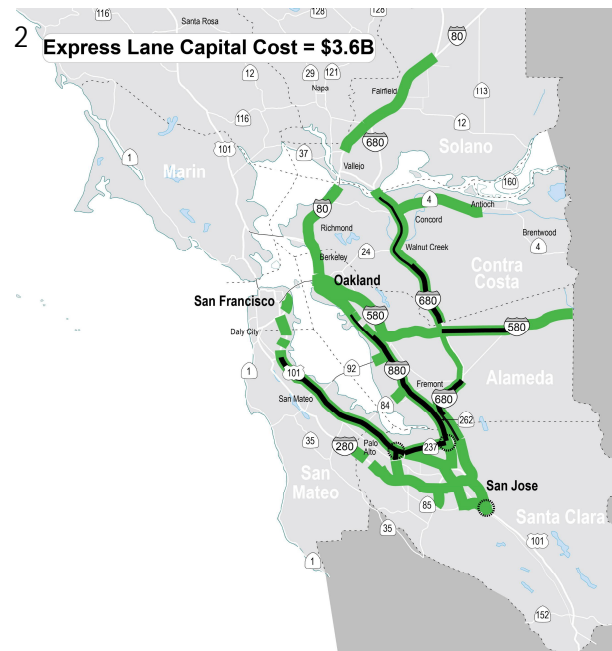 2
Express Lane Capital Cost = $3.6B
116
Santa Rosa
128
128
80
12
29
121
Napa
Fairfield
113
116
12
1
101
37
680
Marin
Solano
Vallejo
160
80
4
Antioch
Concord
Richmond
Brentwood
24
Walnut Creek
4
Berkeley
Contra
Costa
Oakland
680
San Francisco
580
580
Daly City
1
101
92
880
Fremont
Alameda
San Mateo
84
680
262
35
280
Palo
Alto
237
San
Mateo
San Jose
85
Santa Clara
35
101
1
152